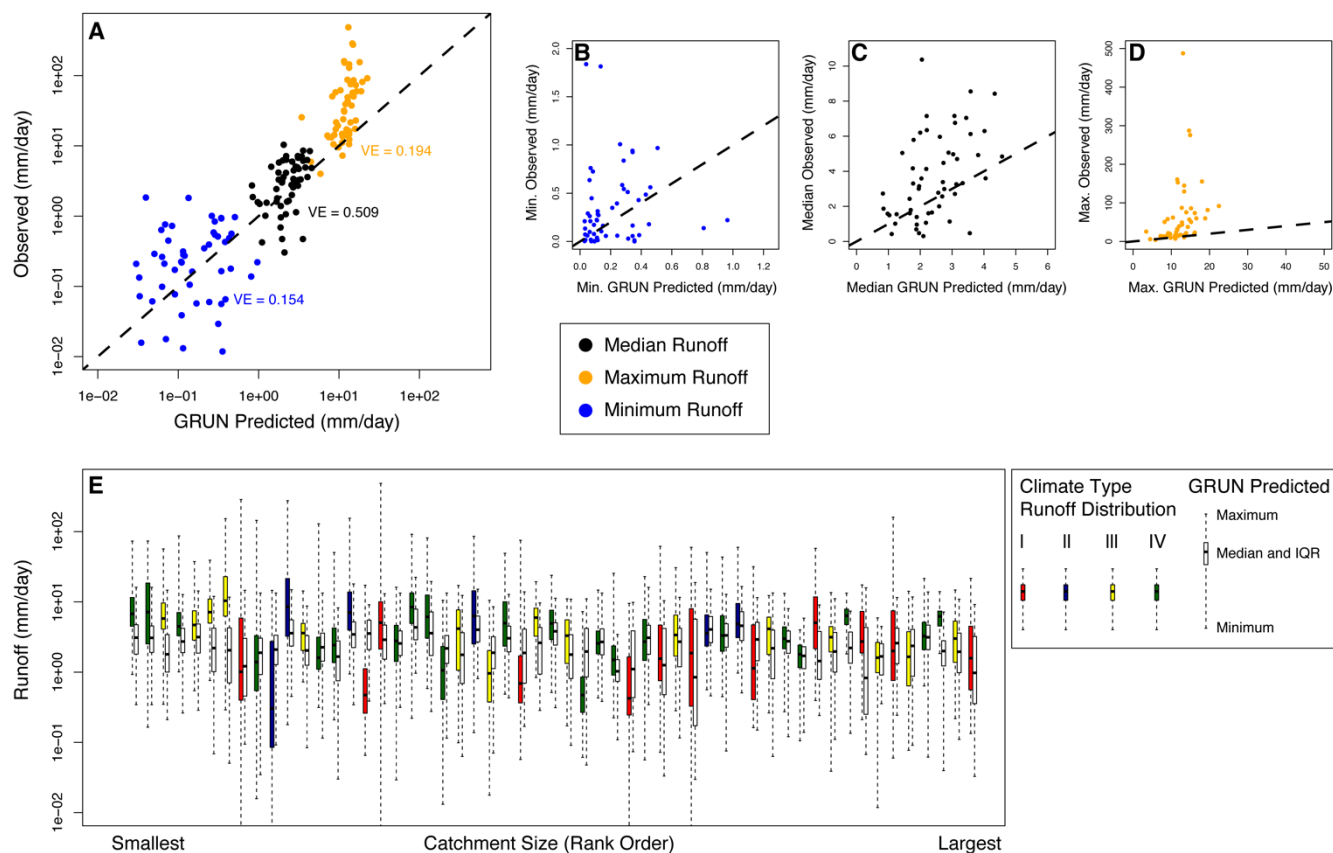 A
Observed (mm/day)
1e−02 1e−01 1e+00 1e+01 1e+02
VE = 0.194
VE = 0.509
VE = 0.154
1e−02 1e−01 1e+00 1e+01 1e+02
GRUN Predicted (mm/day)
B
Min. Observed (mm/day)
0.0 0.5 1.0 1.5 2.0
0.0 0.2 0.4 0.6 0.8 1.0 1.2
Min. GRUN Predicted (mm/day)
C
Median Observed (mm/day)
0 2 4 6 8 10
0 1 2 3 4 5 6
Median GRUN Predicted (mm/day)
D
Max. Observed (mm/day)
0 100 200 300 400 500
0 10 20 30 40 50
Max. GRUN Predicted (mm/day)
Median Runoff
Maximum Runoff
Minimum Runoff
E
Runoff (mm/day)
1e−02 1e−01 1e+00 1e+01 1e+02
Smallest
Catchment Size (Rank Order)
Largest
Climate Type
Runoff Distribution
I II III IV
GRUN Predicted
Maximum
Median and IQR
Minimum